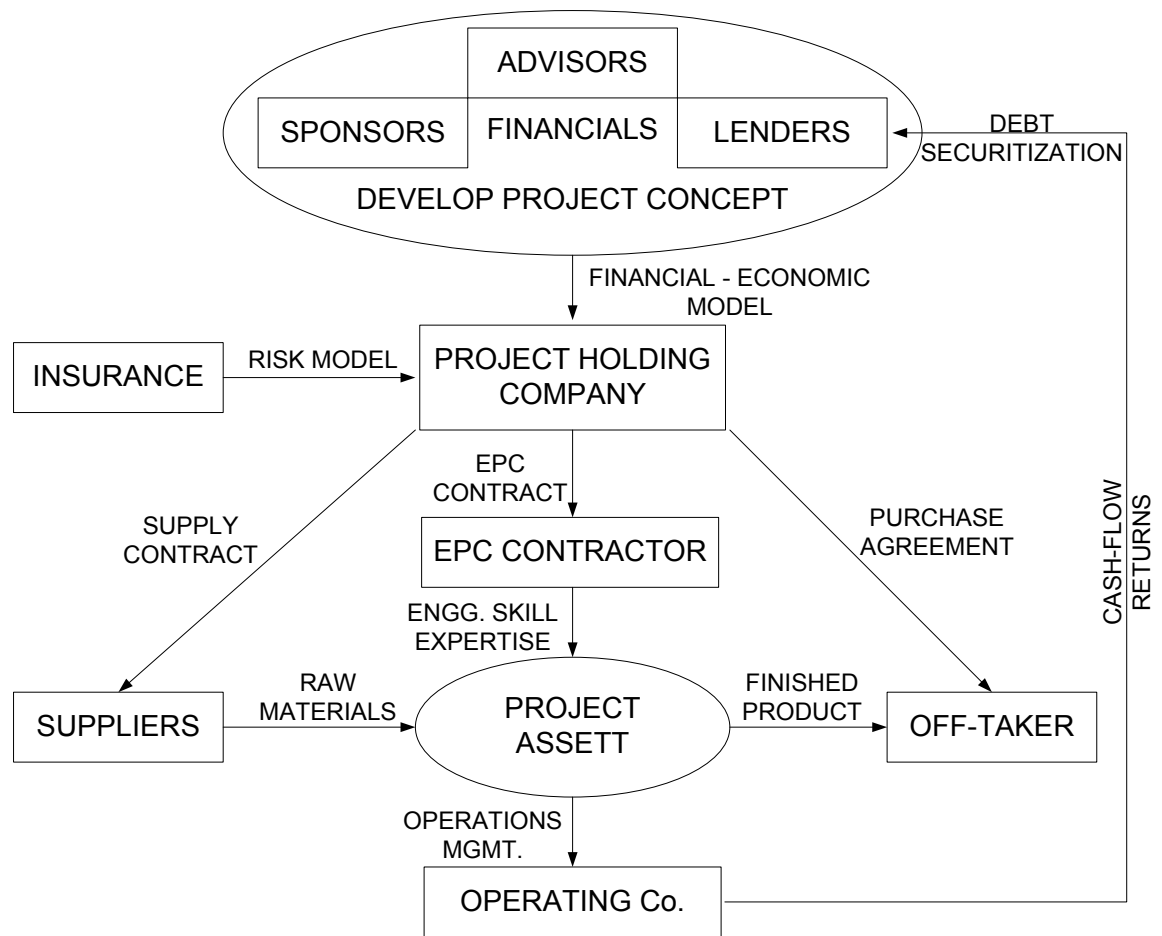 ADVISORS
SPONSORS
FINANCIALS
LENDERS
DEVELOP PROJECT CONCEPT
DEBT
SECURITIZATION
FINANCIAL - ECONOMIC
MODEL
INSURANCE
RISK MODEL
PROJECT HOLDING
COMPANY
EPC
CONTRACT
SUPPLY
CONTRACT
PURCHASE
AGREEMENT
CASH-FLOW
RETURNS
EPC CONTRACTOR
ENGG. SKILL
EXPERTISE
SUPPLIERS
RAW
MATERIALS
PROJECT
ASSETT
FINISHED
PRODUCT
OFF-TAKER
OPERATIONS
MGMT.
OPERATING Co.